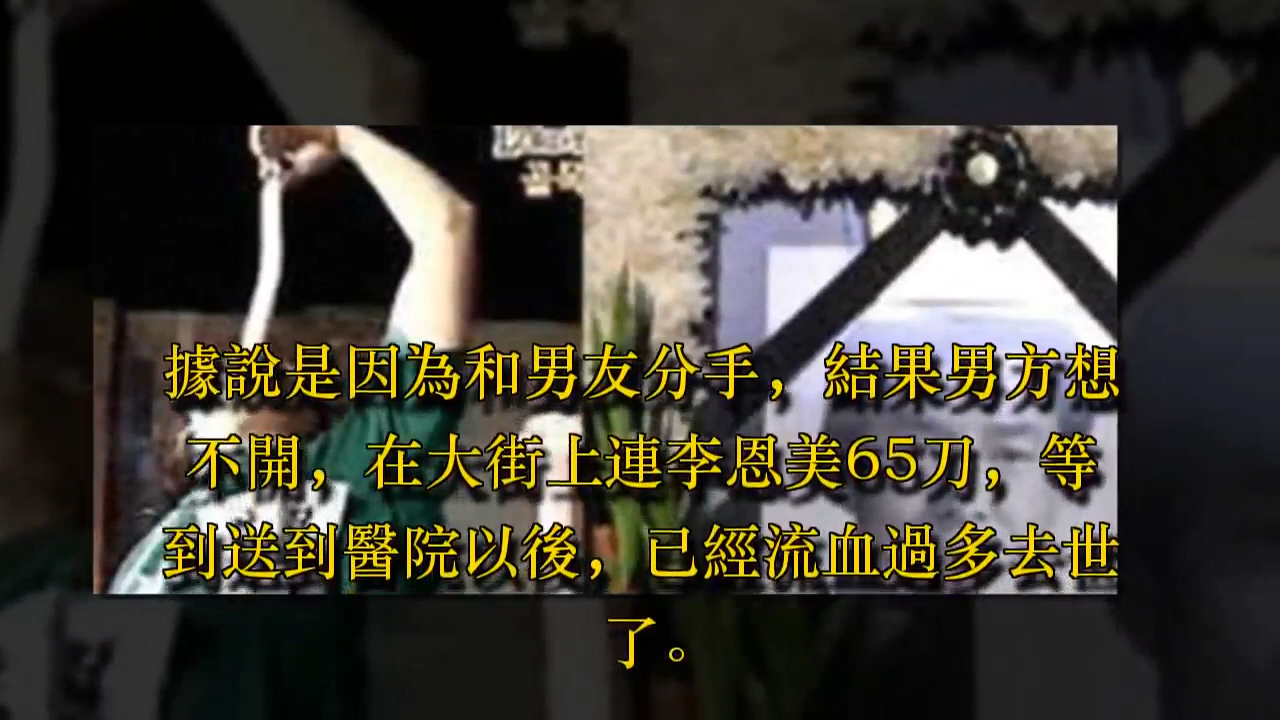 據說是因為和男友分手，結果男方想
不開，在大街上連李恩美65刀，等
到送到醫院以後，已經流血過多去世
了。